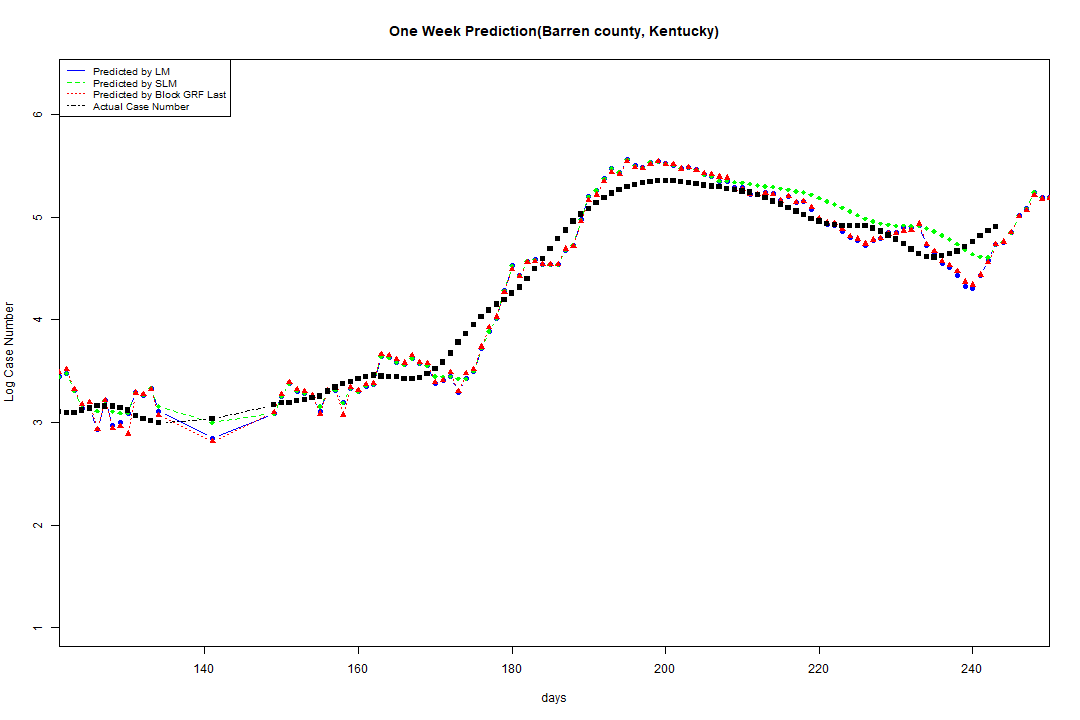 One Week Prediction(Barren county, Kentucky)
Predicted by LM
Predicted by SLM
Predicted by Block GRF Last
Actual Case Number
6
5
4
3
2
1
Log Case Number
140 160 180 200 220 240
days